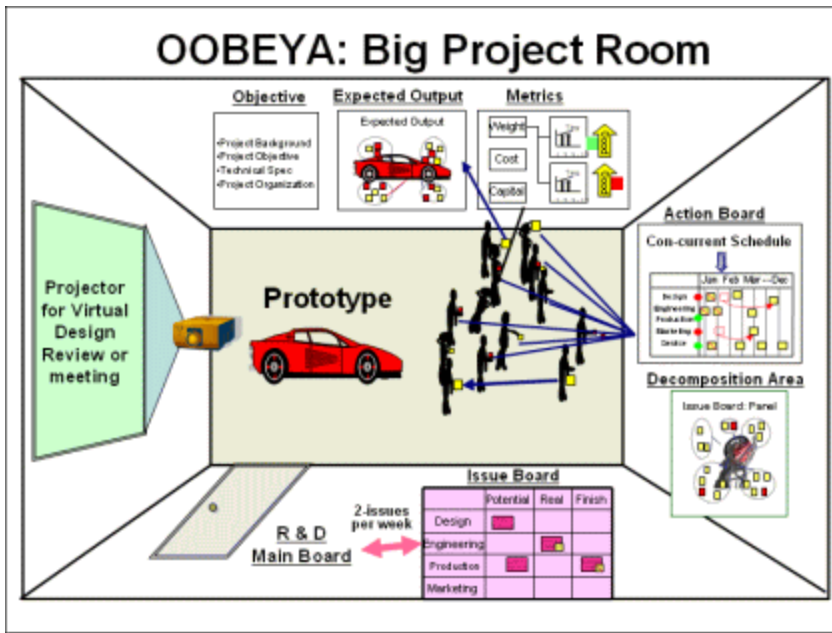 OOBEYA: Big Project Room
Objective
•Project Background
•Project Objective
•Technical Spec
•Project Organization
Expected Output
Expected Output
Metrics
Weight
Cost
Capital
Action Board
Con-current Schedule
Jan Feb Mar --Dec
Design
Engineering
Production
Marketing
Projector
for Virtual
Design
Review or
meeting
Prototype
Decomposition Area
Issue Board: Panel
Issue Board
Potential Real Finish
Design
Engineering
Production
Marketing
2-issues
per week
R & D
Main Board